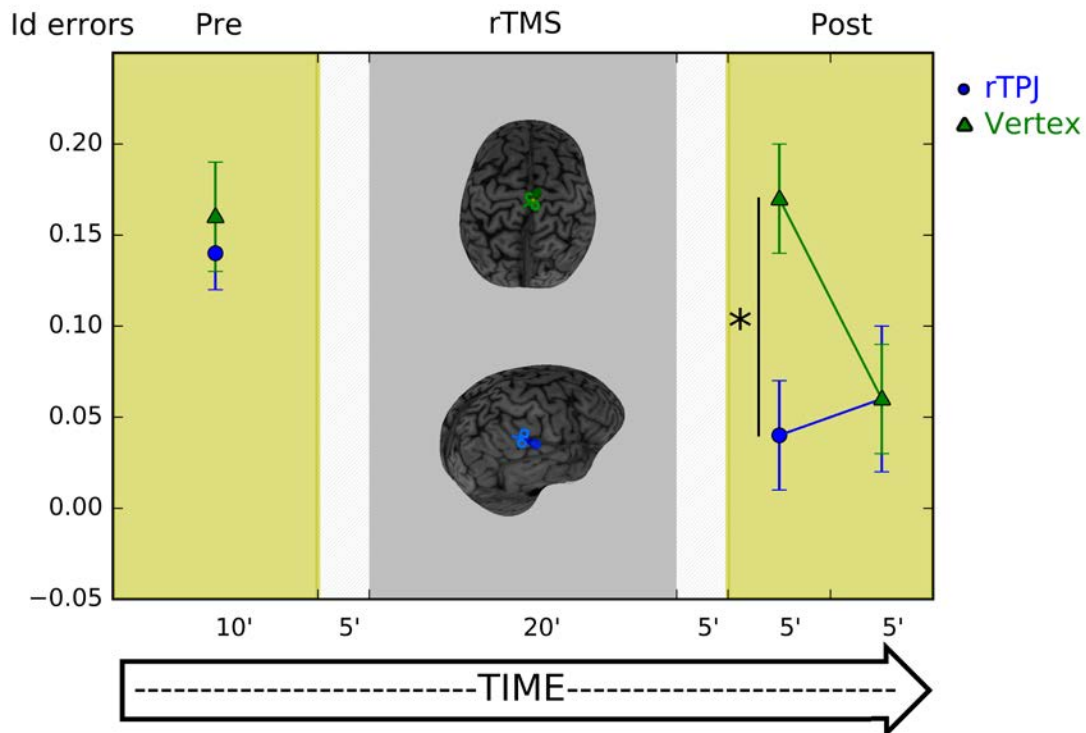 Id errors Pre rTMS Post
rTPJ
Vertex
0.20
0.15
0.10
*
0.05
0.00
−0.05
10' 5' 20' 5' 5' 5'
TIME